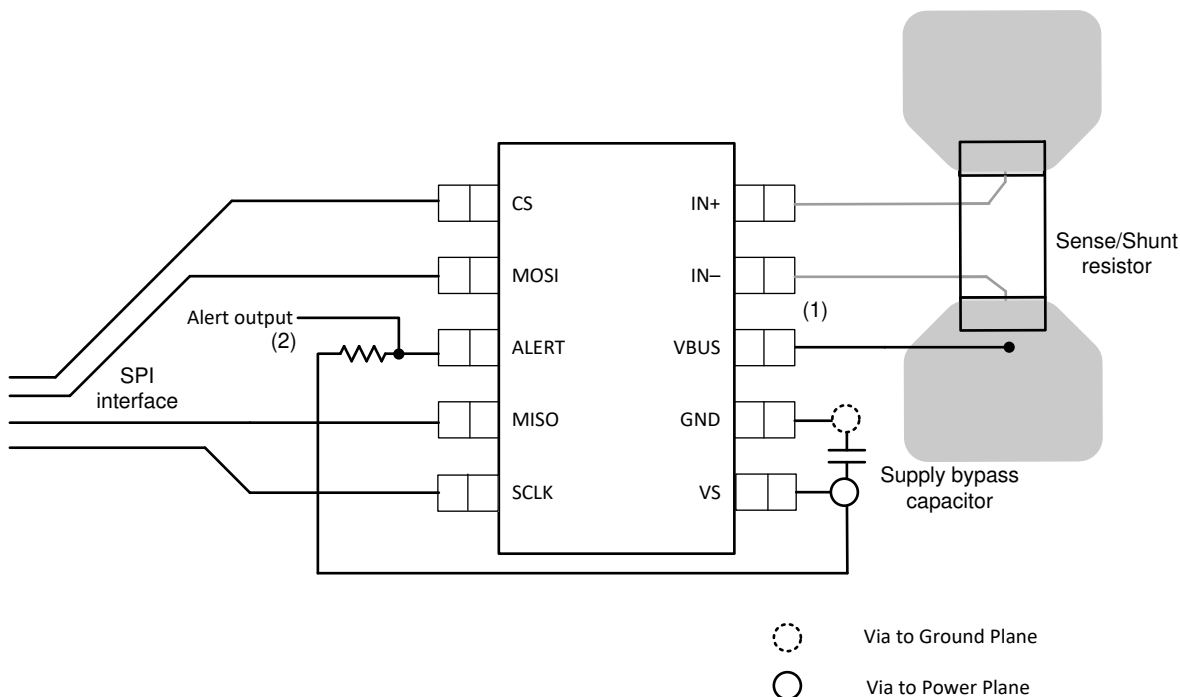 CS
IN+
Sense/Shunt
resistor
MOSI
IN–
(1)
Alert output
(2)
ALERT
VBUS
SPI
interface
MISO
GND
Supply bypass
capacitor
SCLK
VS
Via to Ground Plane
Via to Power Plane